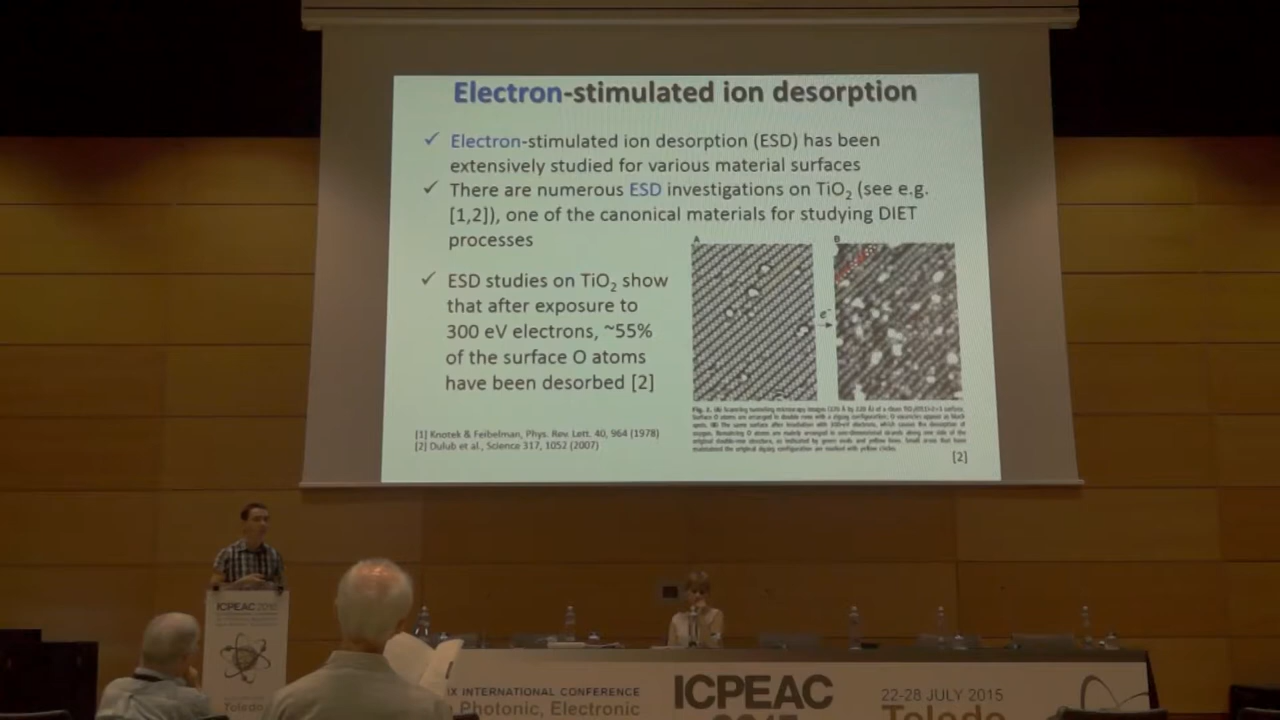 Electron-stimulated ion desorption
✓ Electron-stimulated ion desorption (ESD) has been
extensively studied for various material surfaces
✓ There are numerous ESD investigations on TiO₂ (see e.g.
[1,2]), one of the canonical materials for studying DIET
processes
✓ ESD studies on TiO₂ show
that after exposure to
300 eV electrons, ~55%
of the surface O atoms
have been desorbed [2]
A
B
e⁻
[1] Knotek & Feibelman, Phys. Rev. Lett. 40, 964 (1978)
[2] Dulub et al., Science 317, 1052 (2007)
[2]
ICPEAC 2015
Toledo
IX INTERNATIONAL CONFERENCE
Photonic, Electronic
ICPEAC
2015
22-28 JULY 2015
Toledo